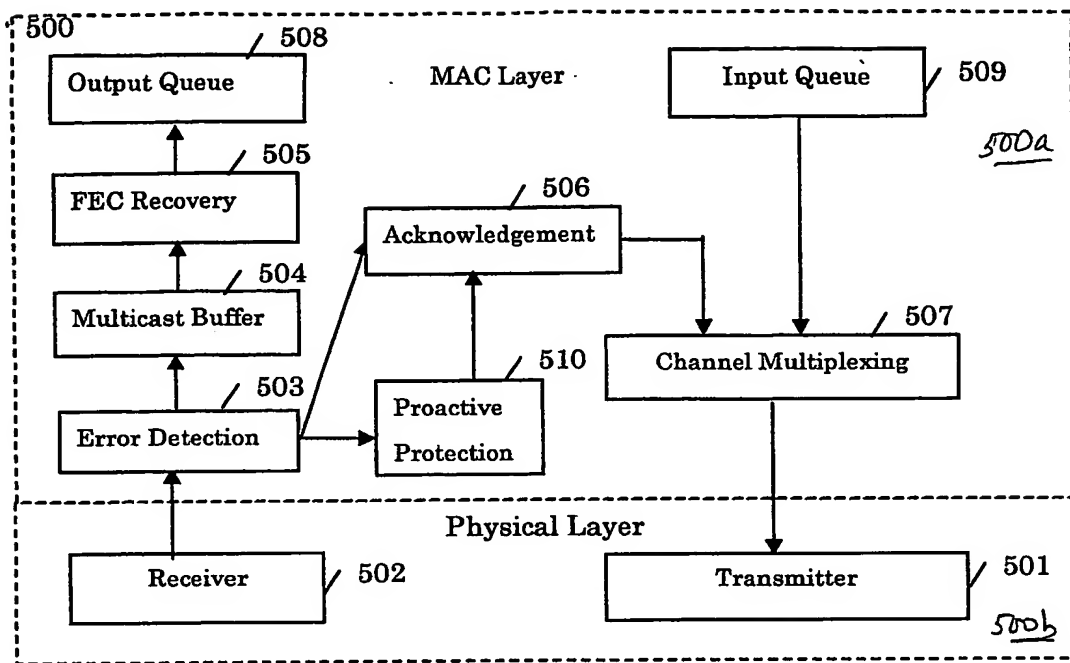 500
508
Output Queue
MAC Layer
Input Queue
509
500a
505
FEC Recovery
506
Acknowledgement
504
Multicast Buffer
507
Channel Multiplexing
510
Proactive
Protection
503
Error Detection
Physical Layer
Receiver
502
Transmitter
501
500b